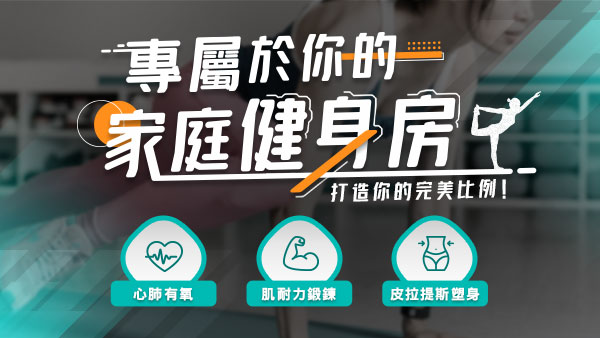 專屬於你的
家庭健身房
打造你的完美比例!
心肺有氧
肌耐力鍛鍊
皮拉提斯塑身